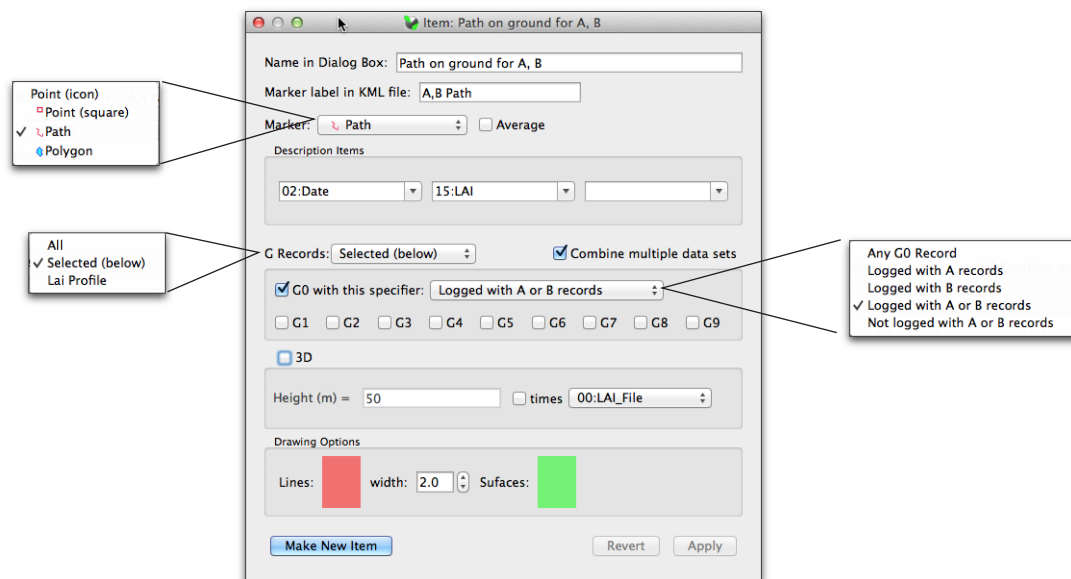 Item: Path on ground for A, B
Name in Dialog Box: Path on ground for A, B
Marker label in KML file: A,B Path
Marker: Path Average
Point (icon)
Point (square)
Path
Polygon
Description Items
02:Date 15:LAI
G Records: Selected (below) Combine multiple data sets
All
Selected (below)
Lai Profile
G0 with this specifier: Logged with A or B records
Any G0 Record
Logged with A records
Logged with B records
Logged with A or B records
Not logged with A or B records
G1 G2 G3 G4 G5 G6 G7 G8 G9
3D
Height (m) = 50 times 00:LAI_File
Drawing Options
Lines: width: 2.0 Sufaces:
Make New Item Revert Apply